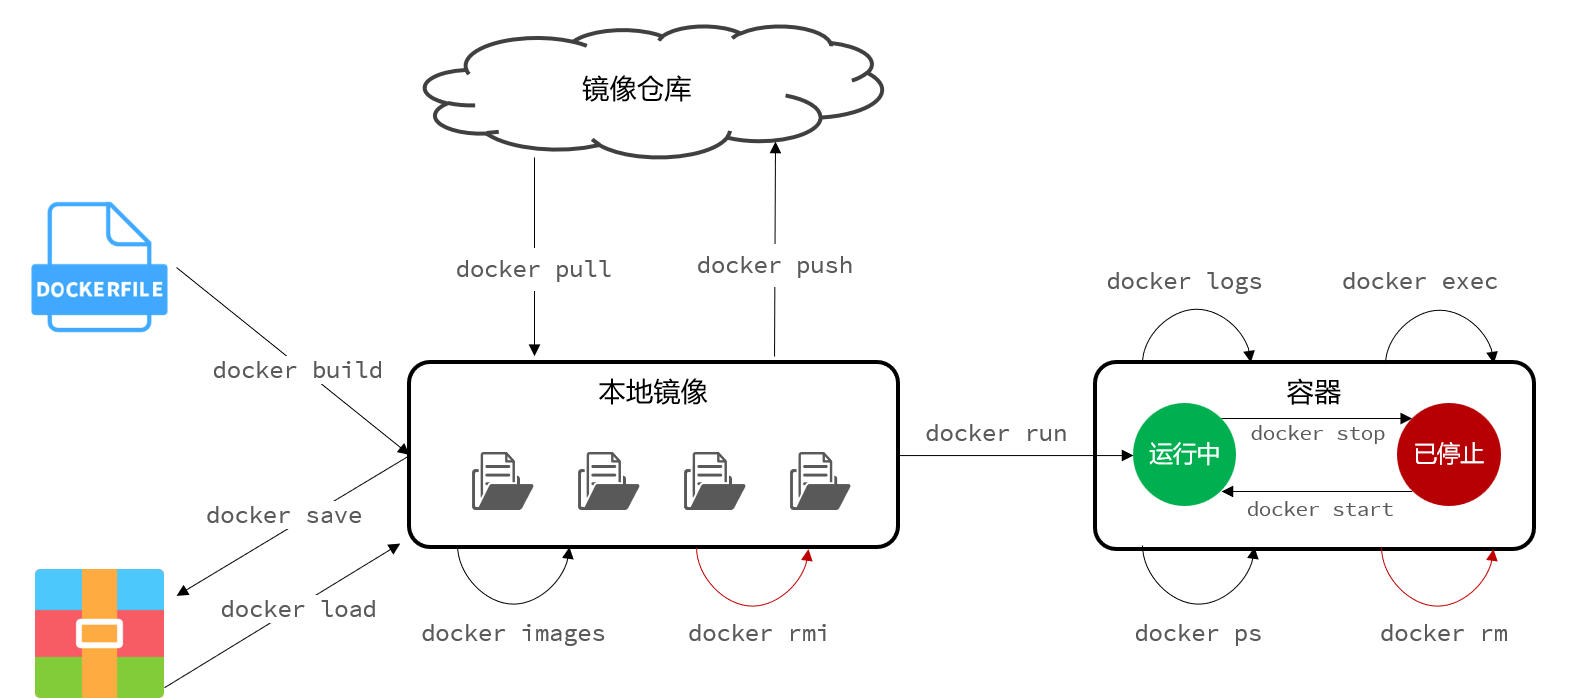 镜像仓库
docker pull
docker push
DOCKERFILE
docker build
docker save
docker load
本地镜像
docker images
docker rmi
docker run
docker logs
docker exec
容器
运行中
docker stop
已停止
docker start
docker ps
docker rm